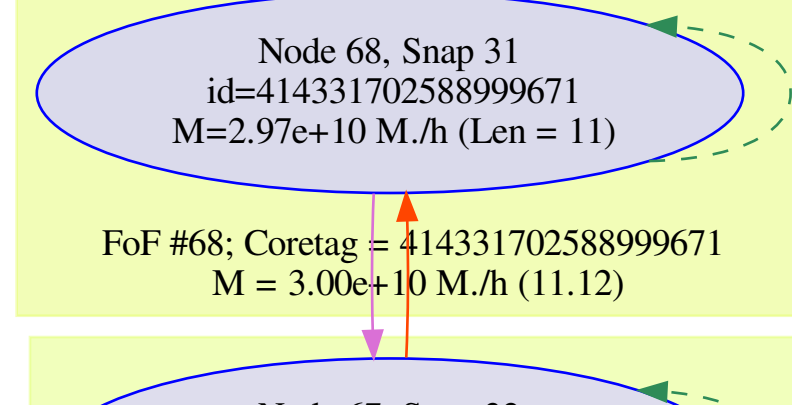 Node 68, Snap 31
id=414331702588999671
M=2.97e+10 M./h (Len = 11)
FoF #68; Coretag = 414331702588999671
M = 3.00e+10 M./h (11.12)